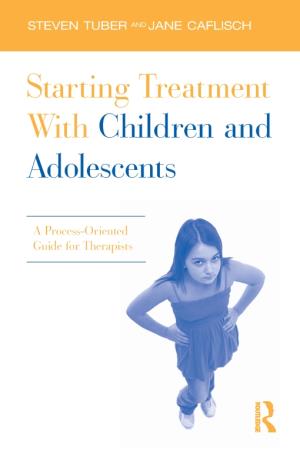 STEVEN TUBER AND JANE CAFLISCH
Starting Treatment
With Children and
Adolescents
A Process-Oriented
Guide for Therapists
R
ROUTLEDGE